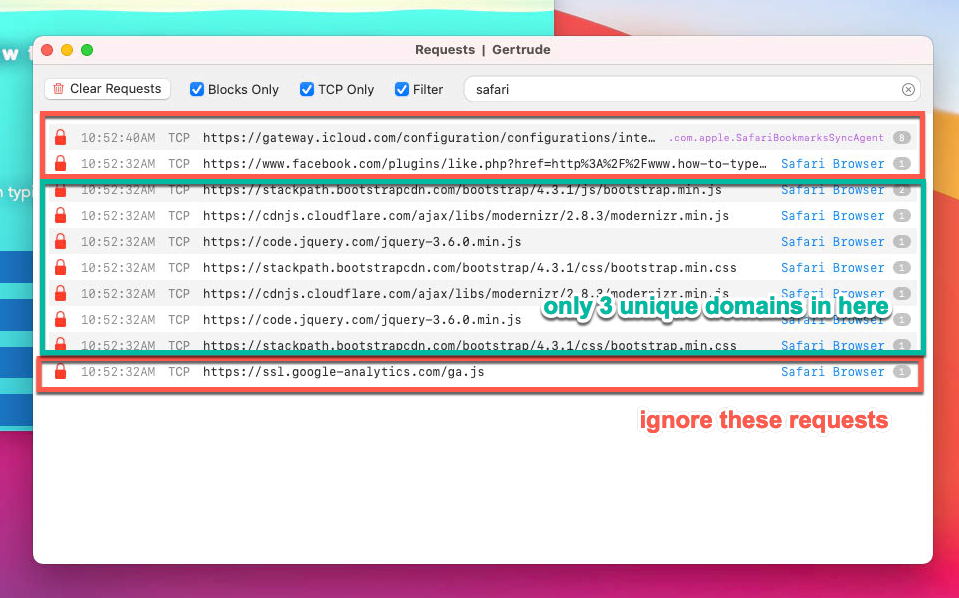 w
Requests | Gertrude
Clear Requests Blocks Only TCP Only Filter safari
10:52:40AM TCP https://gateway.icloud.com/configuration/configurations/inte… .com.apple.SafariBookmarksSyncAgent 8
10:52:32AM TCP https://www.facebook.com/plugins/like.php?href=http%3A%2F%2Fwww.how-to-type… Safari Browser 1
n typi
10:52:32AM TCP https://stackpath.bootstrapcdn.com/bootstrap/4.3.1/js/bootstrap.min.js Safari Browser 2
10:52:32AM TCP https://cdnjs.cloudflare.com/ajax/libs/modernizr/2.8.3/modernizr.min.js Safari Browser 1
10:52:32AM TCP https://code.jquery.com/jquery-3.6.0.min.js Safari Browser 1
10:52:32AM TCP https://stackpath.bootstrapcdn.com/bootstrap/4.3.1/css/bootstrap.min.css Safari Browser 1
10:52:32AM TCP https://cdnjs.cloudflare.com/ajax/libs/modernizr/2.8.3/modernizr.min.js Safari Browser 1
only 3 unique domains in here
10:52:32AM TCP https://code.jquery.com/jquery-3.6.0.min.js Safari Browser 1
10:52:32AM TCP https://stackpath.bootstrapcdn.com/bootstrap/4.3.1/css/bootstrap.min.css Safari Browser 1
10:52:32AM TCP https://ssl.google-analytics.com/ga.js Safari Browser 1
ignore these requests